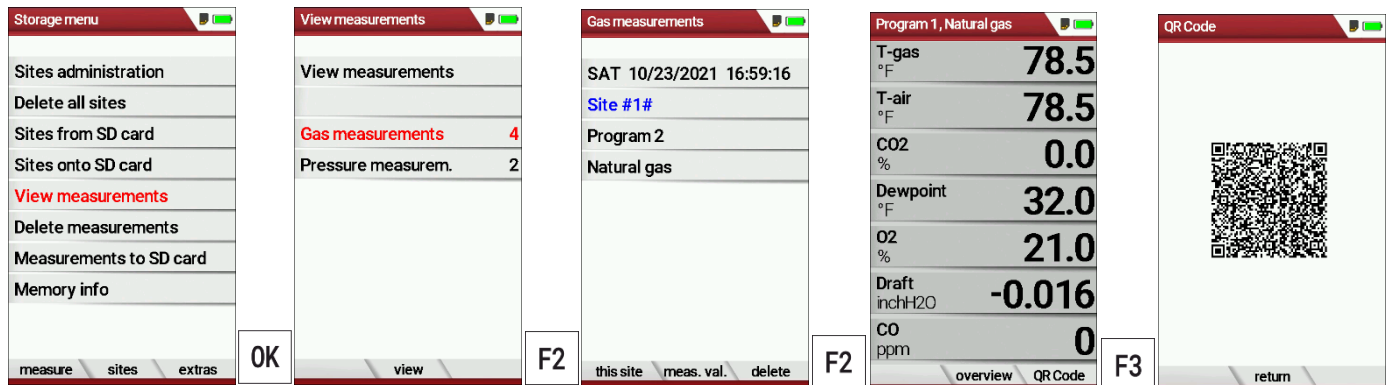 Storage menu
Sites administration
Delete all sites
Sites from SD card
Sites onto SD card
View measurements
Delete measurements
Measurements to SD card
Memory info
measure sites extras
OK
View measurements
View measurements
Gas measurements 4
Pressure measurem. 2
view
F2
Gas measurements
SAT 10/23/2021 16:59:16
Site #1#
Program 2
Natural gas
this site meas. val. delete
F2
Program 1, Natural gas
T-gas
°F 78.5
T-air
°F 78.5
CO2
% 0.0
Dewpoint
°F 32.0
O2
% 21.0
Draft
inchH2O -0.016
CO
ppm 0
overview QR Code
F3
QR Code
return